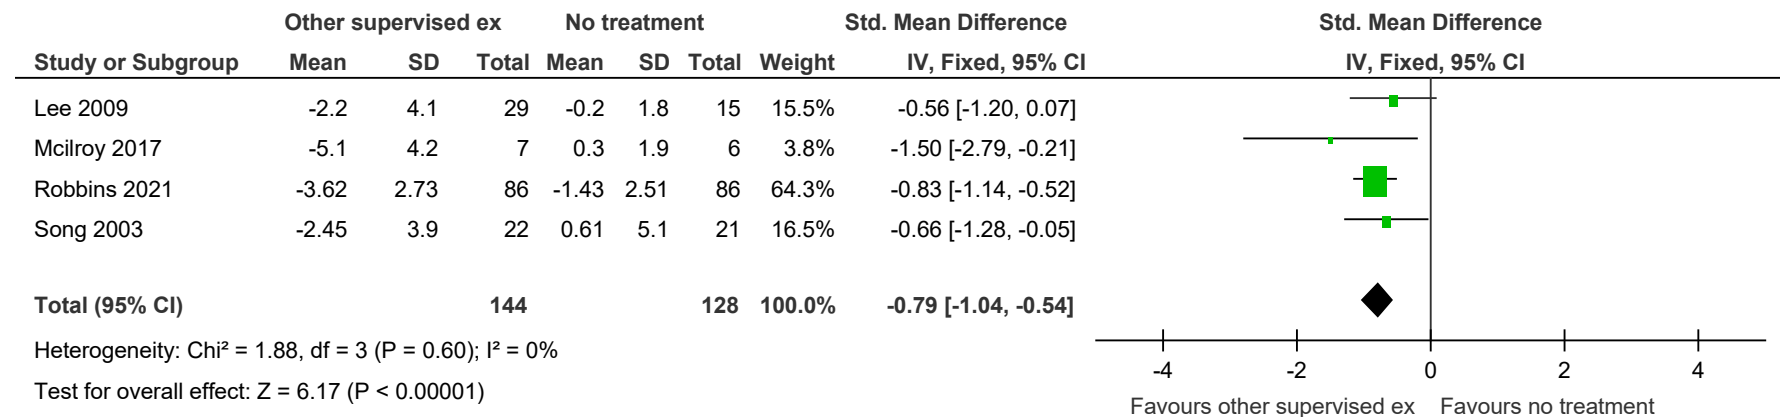 Other supervised ex No treatment Std. Mean Difference Std. Mean Difference
Study or Subgroup Mean SD Total Mean SD Total Weight IV, Fixed, 95% CI IV, Fixed, 95% CI
Lee 2009 -2.2 4.1 29 -0.2 1.8 15 15.5% -0.56 [-1.20, 0.07]
Mcilroy 2017 -5.1 4.2 7 0.3 1.9 6 3.8% -1.50 [-2.79, -0.21]
Robbins 2021 -3.62 2.73 86 -1.43 2.51 86 64.3% -0.83 [-1.14, -0.52]
Song 2003 -2.45 3.9 22 0.61 5.1 21 16.5% -0.66 [-1.28, -0.05]
Total (95% CI) 144 128 100.0% -0.79 [-1.04, -0.54]
Heterogeneity: Chi² = 1.88, df = 3 (P = 0.60); I² = 0%
Test for overall effect: Z = 6.17 (P < 0.00001)
-4 -2 0 2 4
Favours other supervised ex Favours no treatment